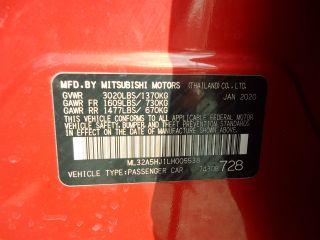 MFD.BY MITSUBISHI MOTORS (THAILAND) CO., LTD.
GVWR 3020LBS/1370KG JAN 2020
GAWR FR 1609LBS/ 730KG
GAWR RR 1477LBS/ 670KG
THIS VEHICLE CONFORMS TO ALL APPLICABLE FEDERAL
MOTOR VEHICLE SAFETY, BUMPER AND
THEFT PREVENTION STANDARDS
IN EFFECT ON THE DATE OF MANUFACTURE
SHOWN ABOVE.
ML32A5HJ1LH005538
VEHICLE TYPE:PASSENGER CAR 728